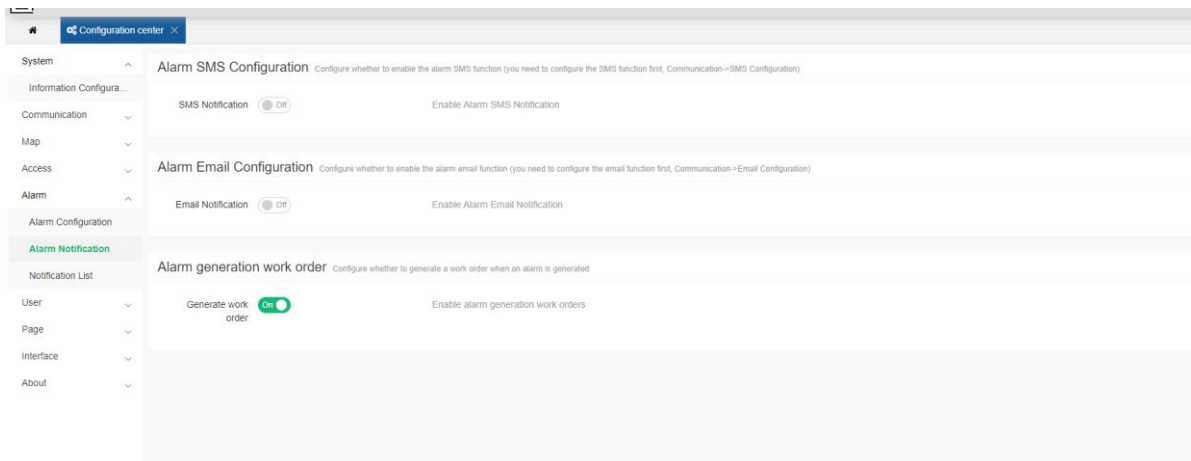 Configuration center
System
Information Configura...
Communication
Map
Access
Alarm
Alarm Configuration
Alarm Notification
Notification List
User
Page
Interface
About
Alarm SMS Configuration Configure whether to enable the alarm SMS function (you need to configure the SMS function first, Communication->SMS Configuration)
SMS Notification Off Enable Alarm SMS Notification
Alarm Email Configuration Configure whether to enable the alarm email function (you need to configure the email function first, Communication->Email Configuration)
Email Notification Off Enable Alarm Email Notification
Alarm generation work order Configure whether to generate a work order when an alarm is generated
Generate work order On Enable alarm generation work orders